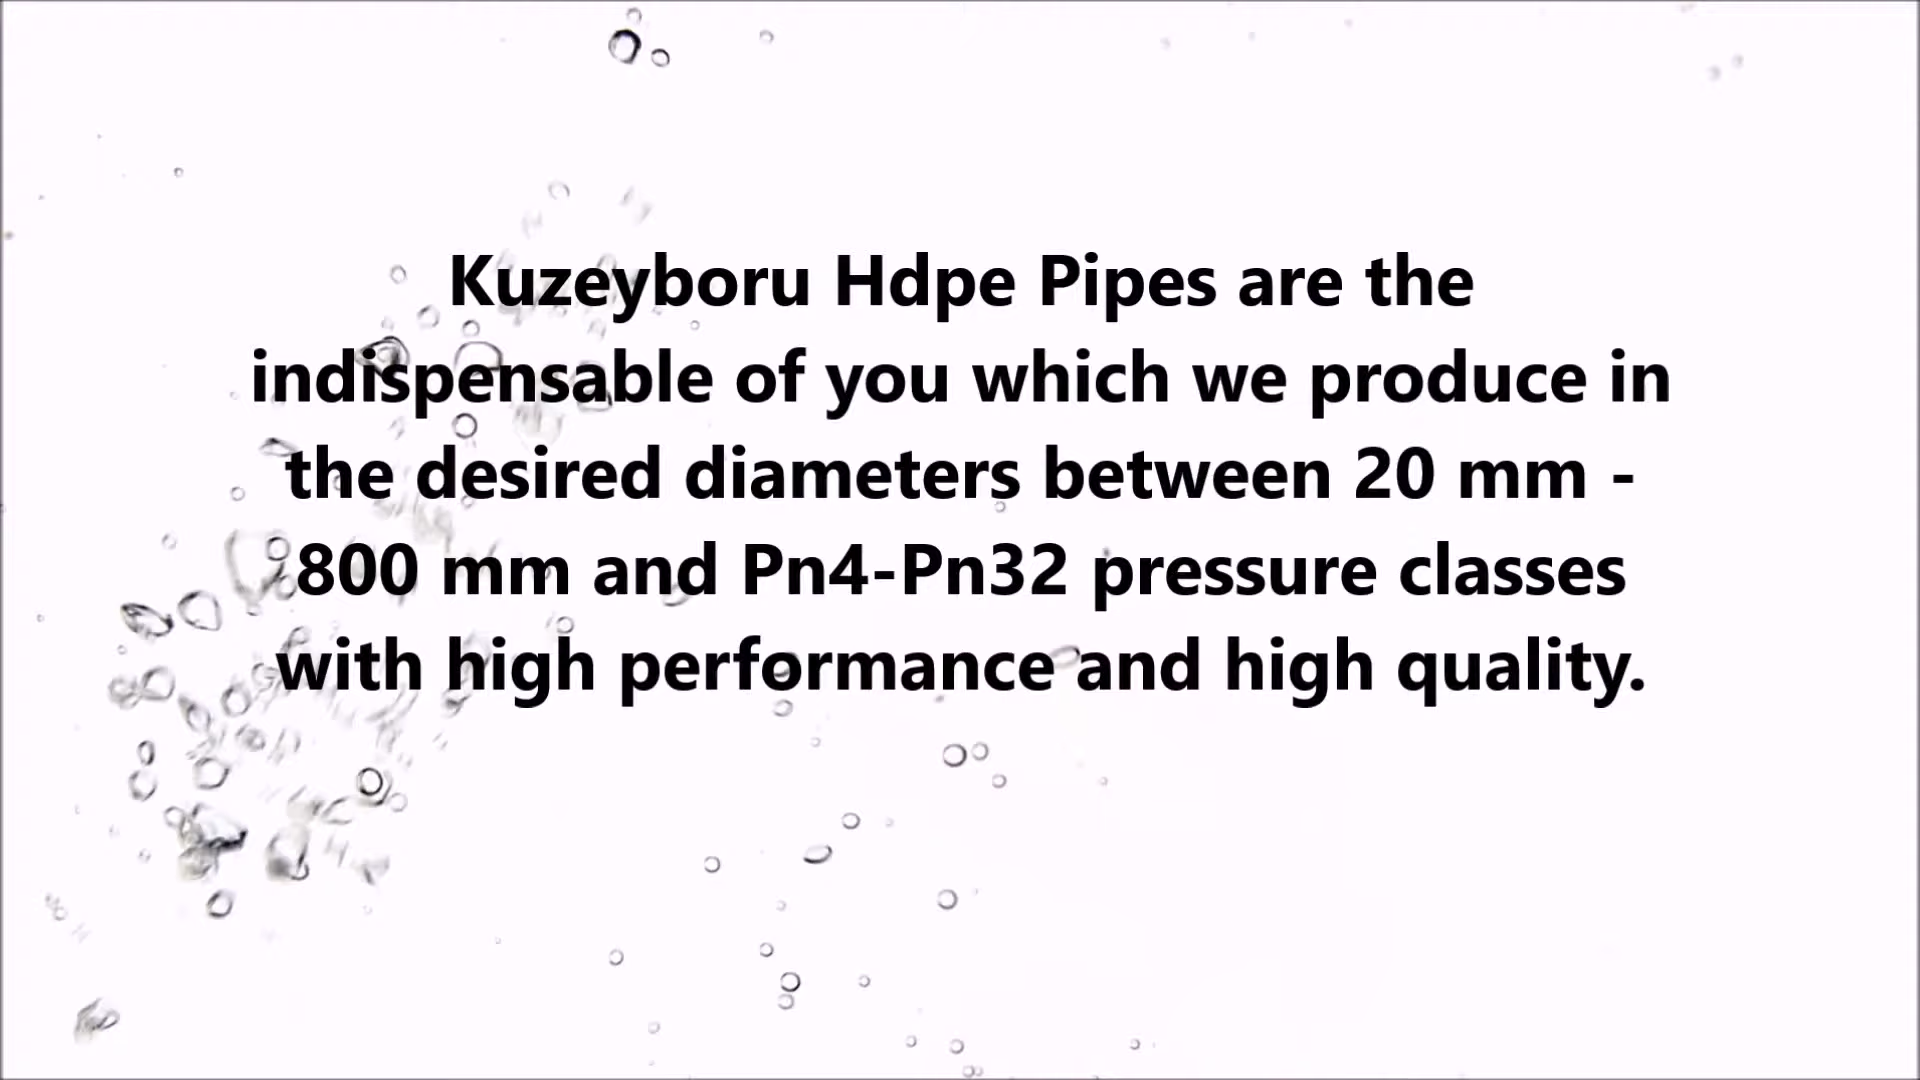 Kuzeyboru Hdpe Pipes are the
indispensable of you which we produce in
the desired diameters between 20 mm -
800 mm and Pn4-Pn32 pressure classes
with high performance and high quality.